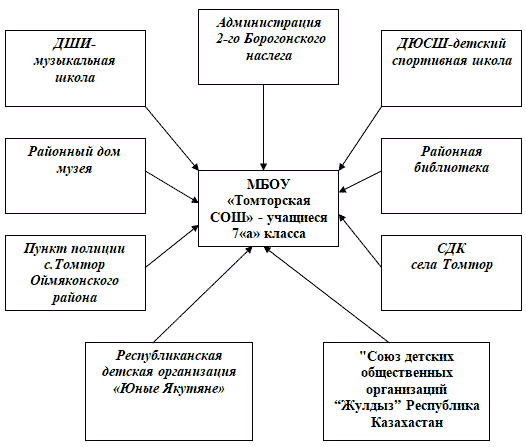 ДШИ-
музыкальная
школа
Администрация
2-го Борогонского
наслега
ДЮСШ-детский
спортивная школа
Районный дом
музея
МБОУ
«Томторская
СОШ» - учащиеся
7«а» класса
Районная
библиотека
Пункт полиции
с.Томтор
Оймяконского
района
СДК
села Томтор
Республиканская
детская организация
«Юные Якутяне»
"Союз детских
общественных
организаций
“Жулдыз” Республика
Казахастан